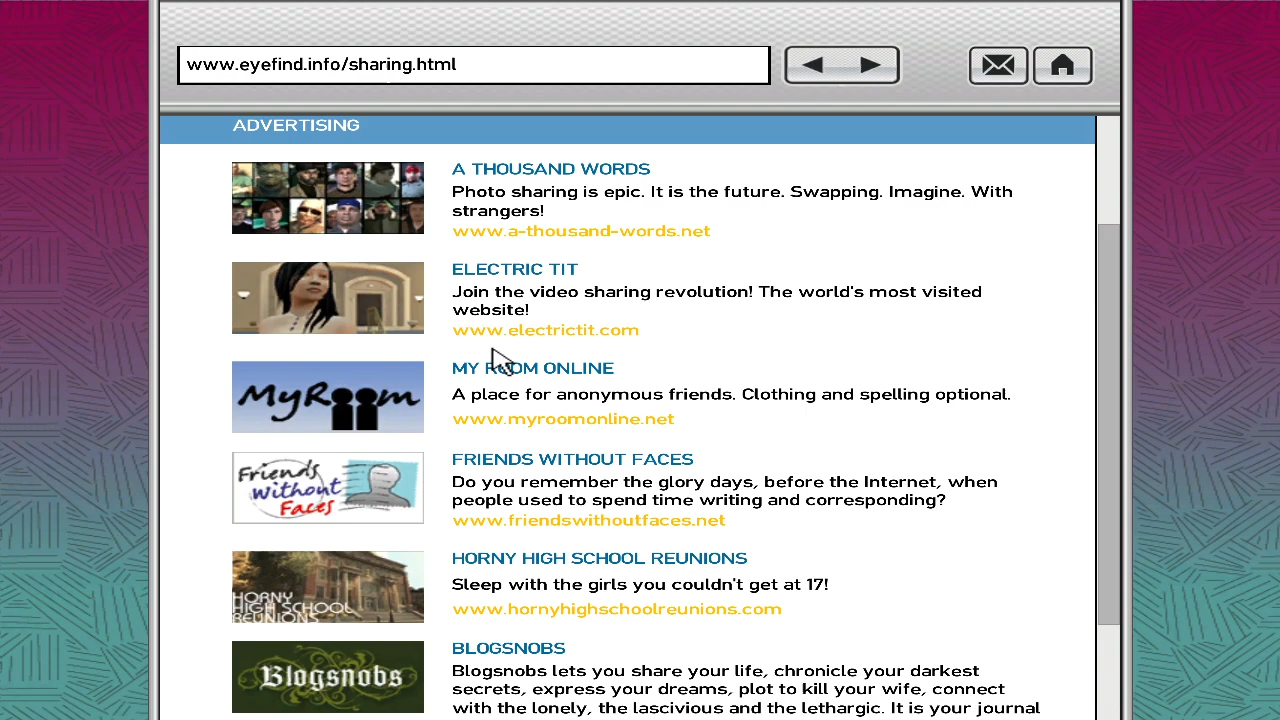 www.eyefind.info/sharing.html
ADVERTISING
A THOUSAND WORDS
Photo sharing is epic. It is the future. Swapping. Imagine. With
strangers!
www.a-thousand-words.net
ELECTRIC TIT
Join the video sharing revolution! The world's most visited
website!
www.electrictit.com
MyRoom
MY ROOM ONLINE
A place for anonymous friends. Clothing and spelling optional.
www.myroomonline.net
Friends
Without
Faces
FRIENDS WITHOUT FACES
Do you remember the glory days, before the Internet, when
people used to spend time writing and corresponding?
www.friendswithoutfaces.net
HORNY
HIGH SCHOOL
REUNIONS
HORNY HIGH SCHOOL REUNIONS
Sleep with the girls you couldn't get at 17!
www.hornyhighschoolreunions.com
Blogsnobs
BLOGSNOBS
Blogsnobs lets you share your life, chronicle your darkest
secrets, express your dreams, plot to kill your wife, connect
with the lonely, the lascivious and the lethargic. It is your journal